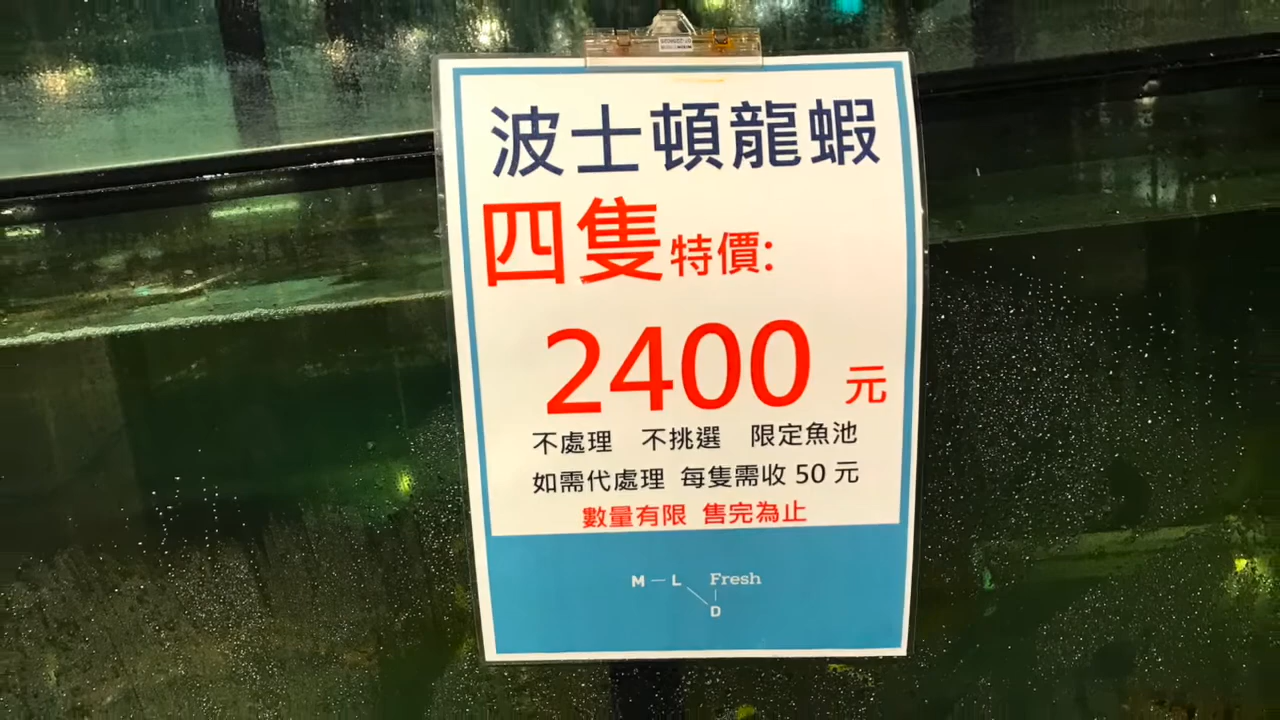 波士頓龍蝦
四隻特價:
2400 元
不處理 不挑選 限定魚池
如需代處理 每隻需收 50 元
數量有限 售完為止
M L Fresh
D